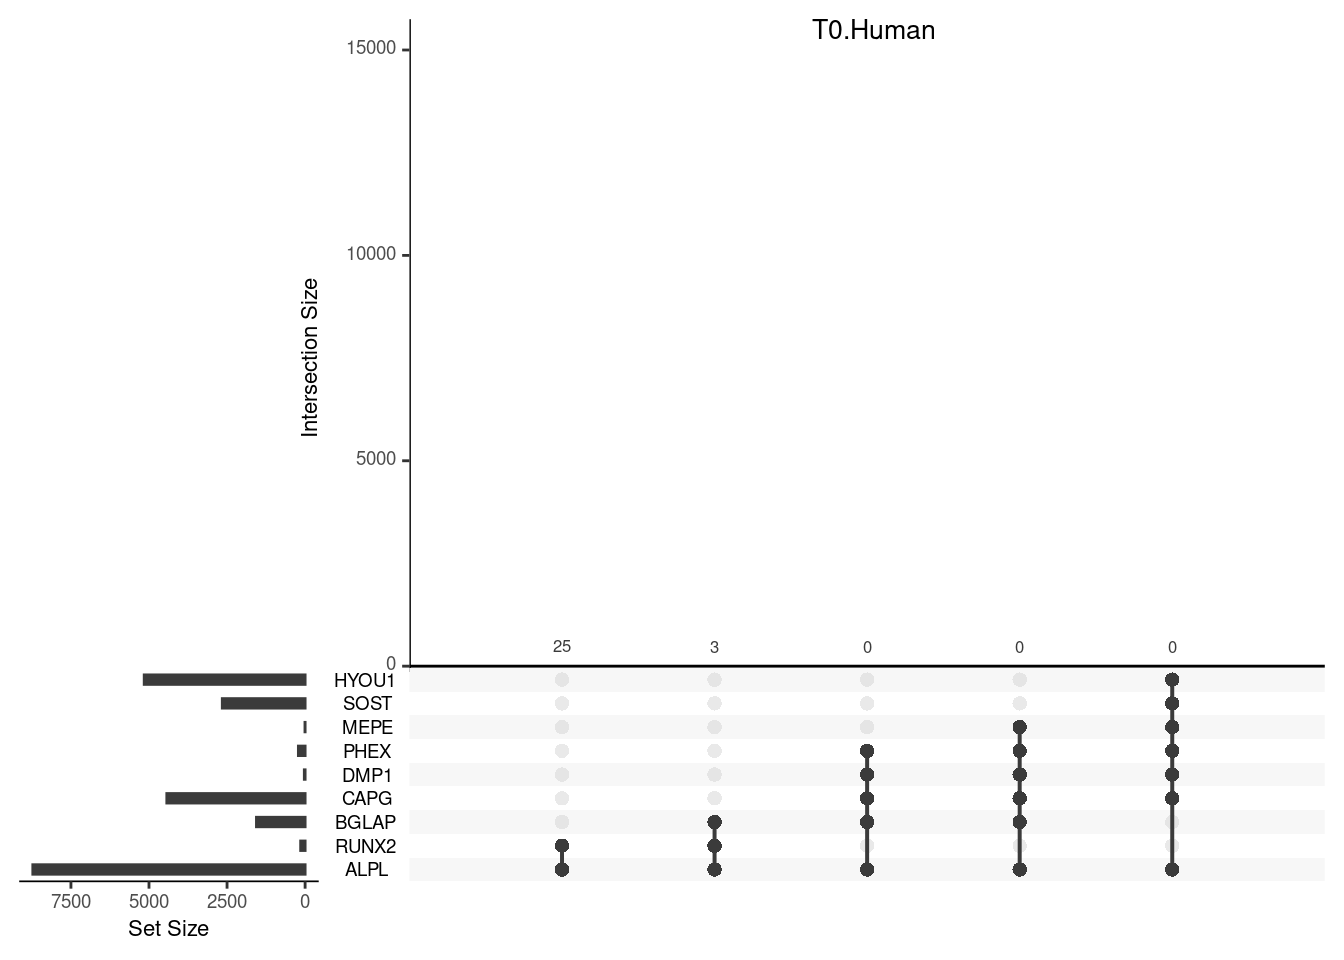 T0.Human
15000
10000
5000
0
Intersection Size
25 3 0 0 0
HYOU1
SOST
MEPE
PHEX
DMP1
CAPG
BGLAP
RUNX2
ALPL
7500 5000 2500 0
Set Size